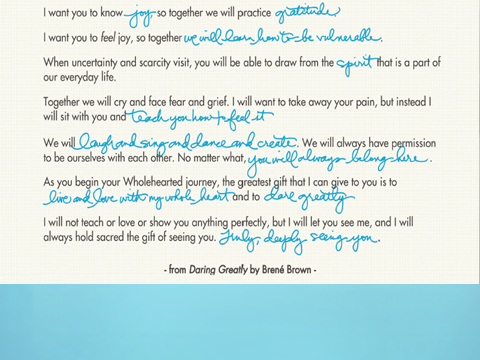 I want you to know joy, so together we will practice gratitude.
I want you to feel joy, so together we will learn how to be vulnerable.
When uncertainty and scarcity visit, you will be able to draw from the spirit that is a part of
our everyday life.
Together we will cry and face fear and grief. I will want to take away your pain, but instead I
will sit with you and teach you how to feel it
We will laugh and sing and dance and create. We will always have permission
to be ourselves with each other. No matter what, you will always belong here.
As you begin your Wholehearted journey, the greatest gift that I can give to you is to
live and love with my whole heart and to dare greatly
I will not teach or love or show you anything perfectly, but I will let you see me, and I will
always hold sacred the gift of seeing you. Truly, deeply seeing you.
- from Daring Greatly by Brené Brown -